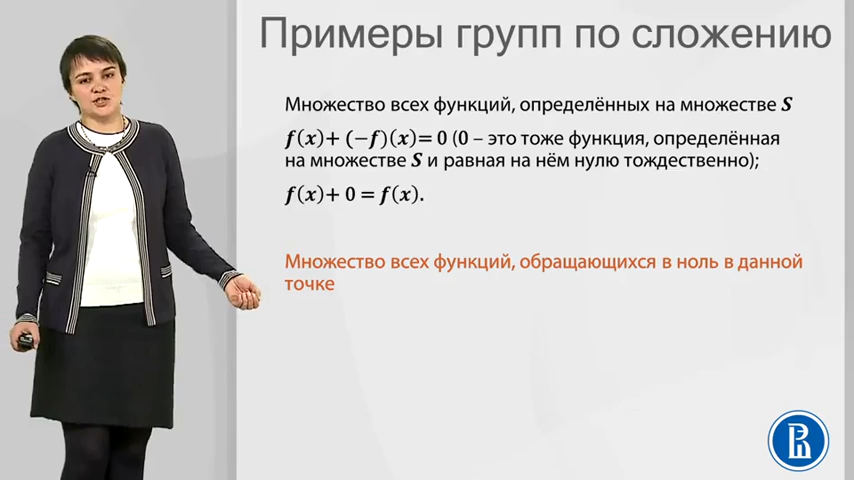 Примеры групп по сложению
Множество всех функций, определённых на множестве S
f(x)+ (−f)(x)= 0 (0 – это тоже функция, определённая
на множестве S и равная на нём нулю тождественно);
f(x)+ 0 = f(x).
Множество всех функций, обращающихся в ноль в данной
точке